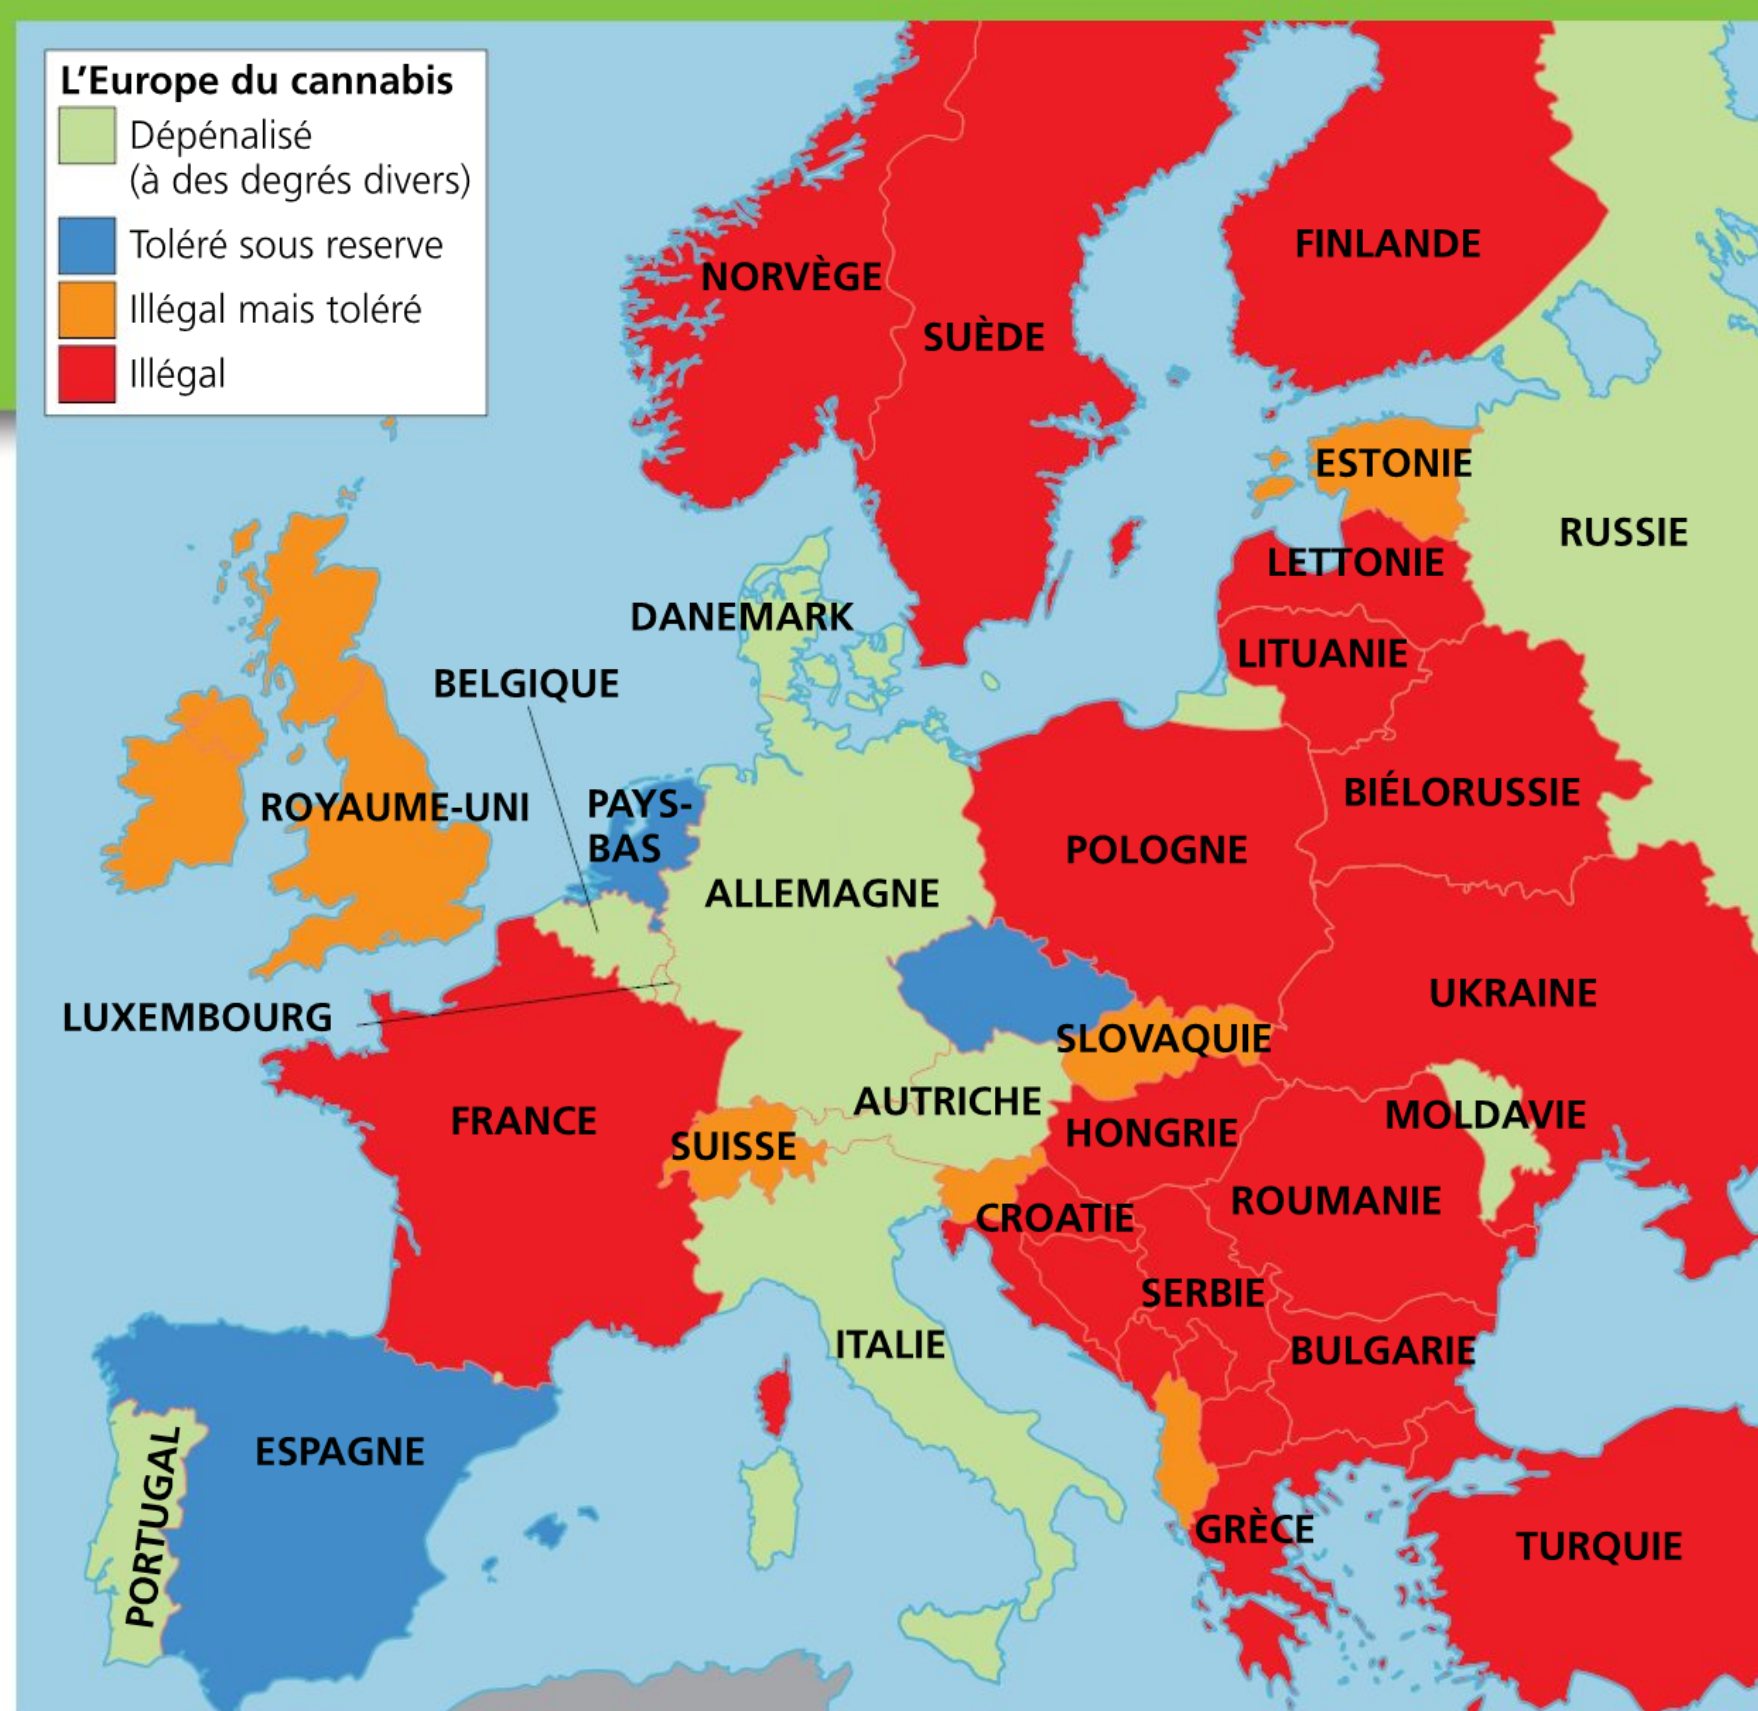 L'Europe du cannabis
Dépénalisé
(à des degrés divers)
Toléré sous reserve
Illégal mais toléré
Illégal
NORVÈGE
FINLANDE
SUÈDE
ESTONIE
RUSSIE
LETTONIE
DANEMARK
LITUANIE
BELGIQUE
BIÉLORUSSIE
ROYAUME-UNI
PAYS-
BAS
POLOGNE
ALLEMAGNE
UKRAINE
LUXEMBOURG
SLOVAQUIE
AUTRICHE
MOLDAVIE
FRANCE
HONGRIE
SUISSE
ROUMANIE
CROATIE
SERBIE
ITALIE
BULGARIE
ESPAGNE
PORTUGAL
GRÈCE
TURQUIE